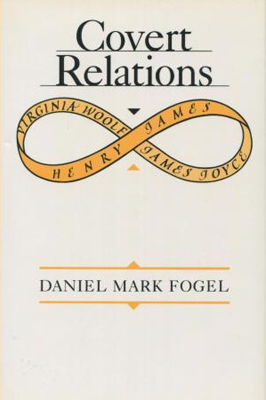 Covert
Relations
VIRGINIA WOOLF
HENRY JAMES
JAMES JOYCE
DANIEL MARK FOGEL